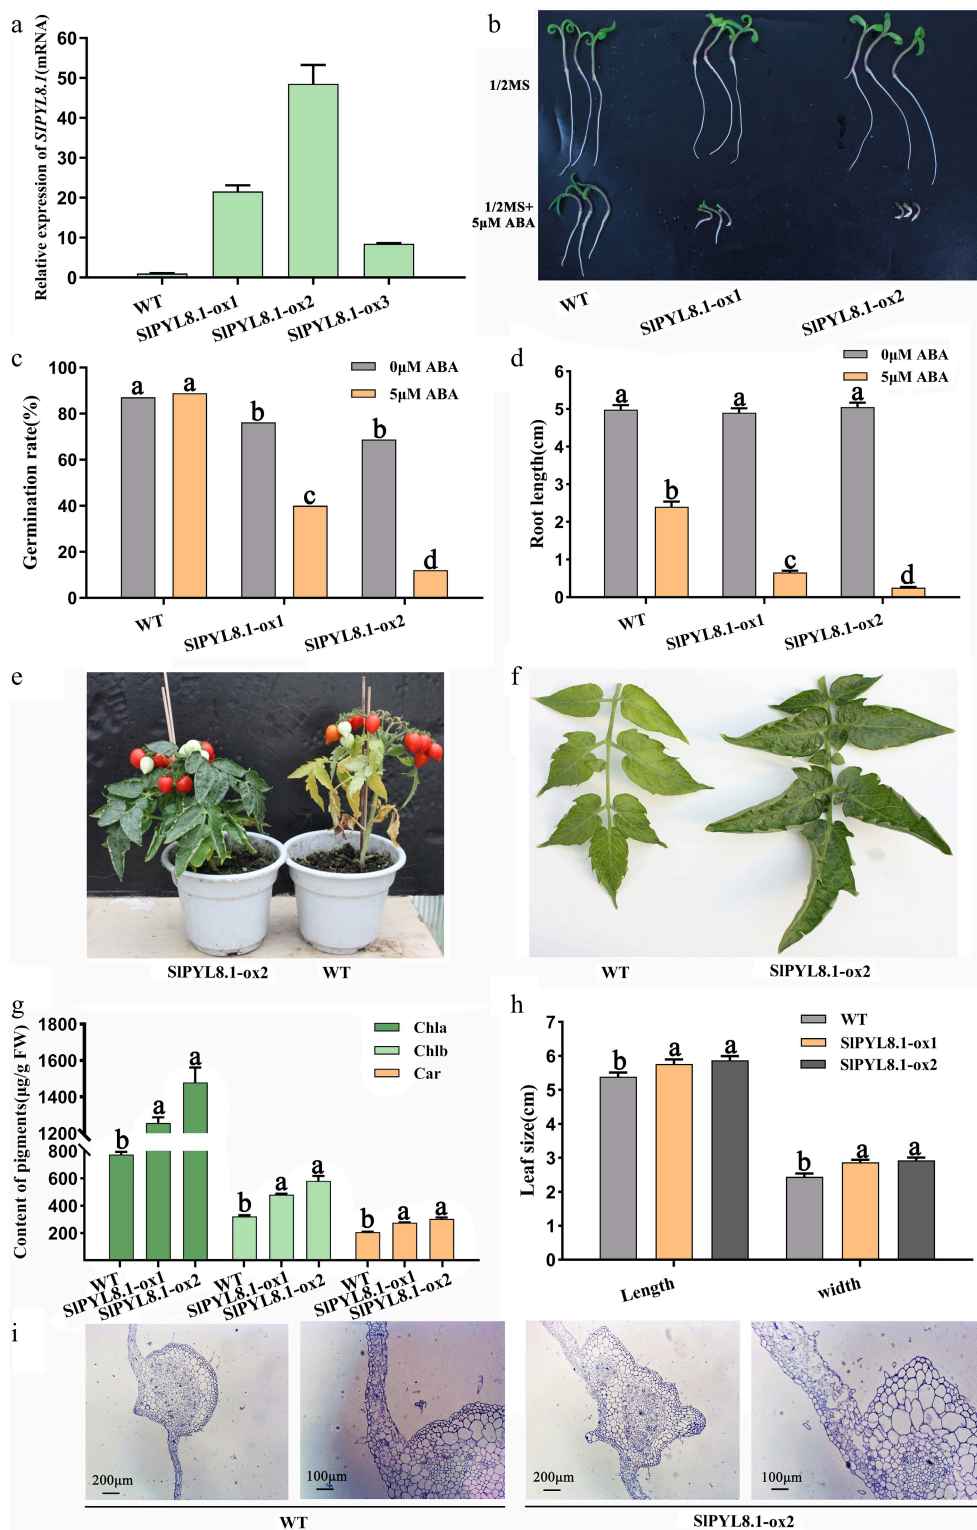 a
Relative expression of SlPYL8.1(mRNA)
60
50
40
30
20
10
0
WT
SlPYL8.1-ox1
SlPYL8.1-ox2
SlPYL8.1-ox3
b
1/2MS
1/2MS+
5μM ABA
WT
SlPYL8.1-ox1
SlPYL8.1-ox2
c
0μM ABA
5μM ABA
Germination rate(%)
100
80
60
40
20
0
a
a
b
c
b
d
WT
SlPYL8.1-ox1
SlPYL8.1-ox2
d
0μM ABA
5μM ABA
Root length(cm)
6
5
4
3
2
1
0
a
b
a
c
a
d
WT
SlPYL8.1-ox1
SlPYL8.1-ox2
e
SlPYL8.1-ox2
WT
f
WT
SlPYL8.1-ox2
g
Chla
Chlb
Car
Content of pigments(μg/g FW)
1800
1600
1400
1200
800
600
400
200
b
a
a
b
a
a
b
a
a
WT
SlPYL8.1-ox1
SlPYL8.1-ox2
WT
SlPYL8.1-ox1
SlPYL8.1-ox2
WT
SlPYL8.1-ox1
SlPYL8.1-ox2
h
WT
SlPYL8.1-ox1
SlPYL8.1-ox2
Leaf size(cm)
7
6
5
4
3
2
1
0
b
a
a
b
a
a
Length
width
i
200μm
100μm
200μm
100μm
WT
SlPYL8.1-ox2